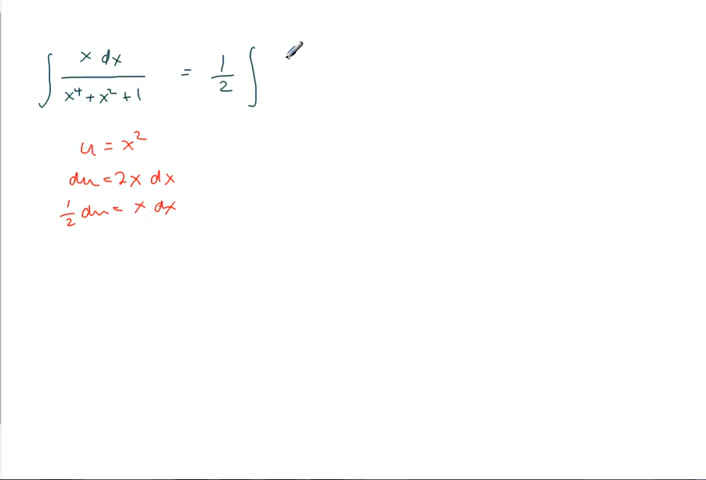 ∫ x dx / (x⁴ + x² + 1) = 1/2 ∫
u = x²
du = 2x dx
1/2 du = x dx